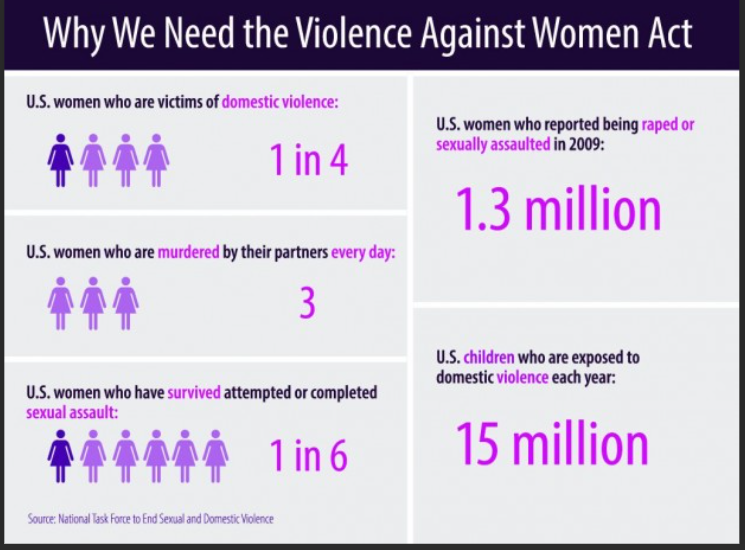 Why We Need the Violence Against Women Act
U.S. women who are victims of domestic violence:
1 in 4
U.S. women who are murdered by their partners every day:
3
U.S. women who have survived attempted or completed
sexual assault:
1 in 6
Source: National Task Force to End Sexual and Domestic Violence
U.S. women who reported being raped or
sexually assaulted in 2009:
1.3 million
U.S. children who are exposed to
domestic violence each year:
15 million